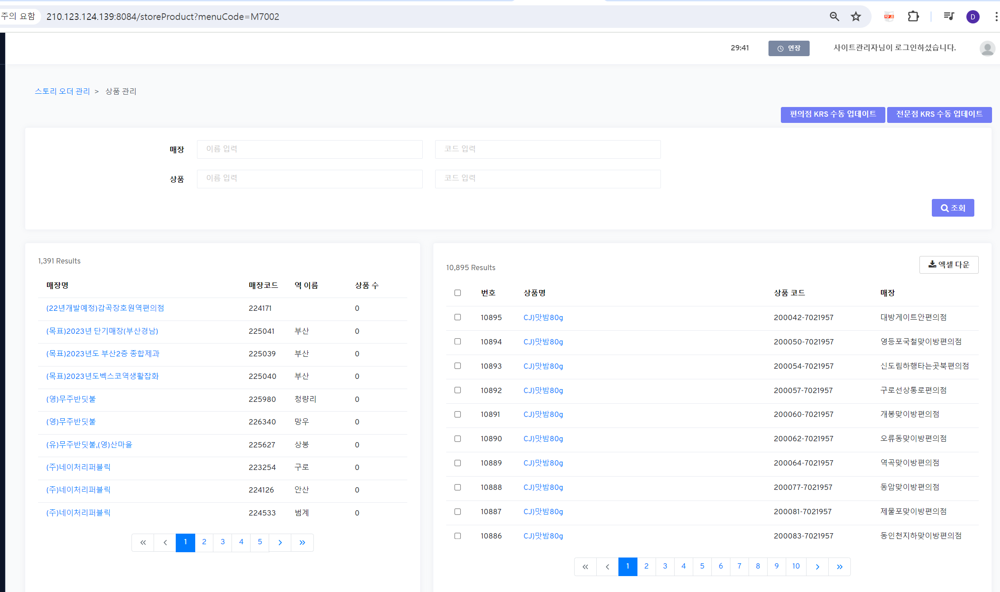 주의 요함 210.123.124.139:8084/storeProduct?menuCode=M7002 PDF JS D
29:41 연장 사이트관리자님이 로그인하셨습니다.
스토리 오더 관리 > 상품 관리
편의점 KRS 수동 업데이트 전문점 KRS 수동 업데이트
매장 이름 입력 코드 입력
상품 이름 입력 코드 입력
조회
1,391 Results
매장명 매장코드 역 이름 상품 수
(22년개발예정)감곡장호원역편의점 224171 0
(목표)2023년 단기매장(부산경남) 225041 부산 0
(목표)2023년도 부산2층 종합제과 225039 부산 0
(목표)2023년도벡스코역생활잡화 225040 부산 0
(영)무주반딧불 225980 청량리 0
(영)무주반딧불 226340 망우 0
(유)무주반딧불,(영)산마을 225627 상봉 0
(주)네이처리퍼블릭 223254 구로 0
(주)네이처리퍼블릭 224126 안산 0
(주)네이처리퍼블릭 224533 범계 0
« ‹ 1 2 3 4 5 › »
10,895 Results 엑셀 다운
번호 상품명 상품 코드 매장
10895 CJ)맛밤80g 200042-7021957 대방게이트안편의점
10894 CJ)맛밤80g 200050-7021957 영등포국철맞이방편의점
10893 CJ)맛밤80g 200054-7021957 신도림하행타는곳북편의점
10892 CJ)맛밤80g 200057-7021957 구로선상통로편의점
10891 CJ)맛밤80g 200060-7021957 개봉맞이방편의점
10890 CJ)맛밤80g 200062-7021957 오류동맞이방편의점
10889 CJ)맛밤80g 200064-7021957 역곡맞이방편의점
10888 CJ)맛밤80g 200077-7021957 동암맞이방편의점
10887 CJ)맛밤80g 200081-7021957 제물포맞이방편의점
10886 CJ)맛밤80g 200083-7021957 동인천지하맞이방편의점
« ‹ 1 2 3 4 5 6 7 8 9 10 › »